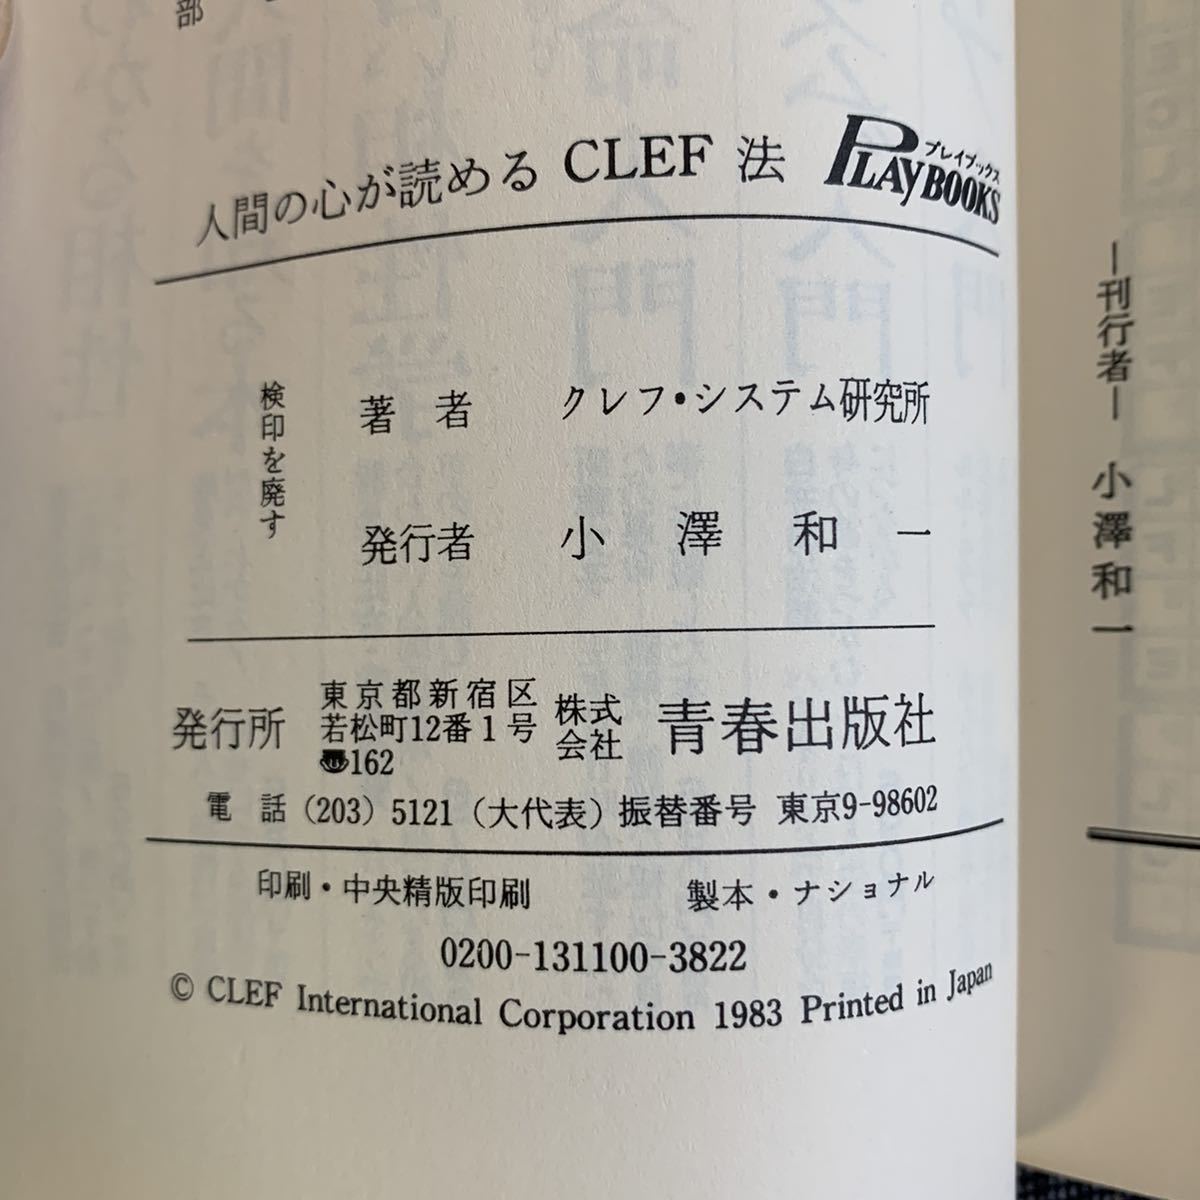 部
人間の心が読める CLEF 法
プレイブックス
PLAYBOOKS
検印を廃す
著者 クレフ・システム研究所
発行者 小澤和一
発行所
東京都新宿区
若松町12番1号
162
株式
会社
青春出版社
電話 (203) 5121 (大代表) 振替番号 東京9-98602
印刷・中央精版印刷 製本・ナショナル
0200-131100-3822
© CLEF International Corporation 1983 Printed in Japan
―刊行者― 小澤和一